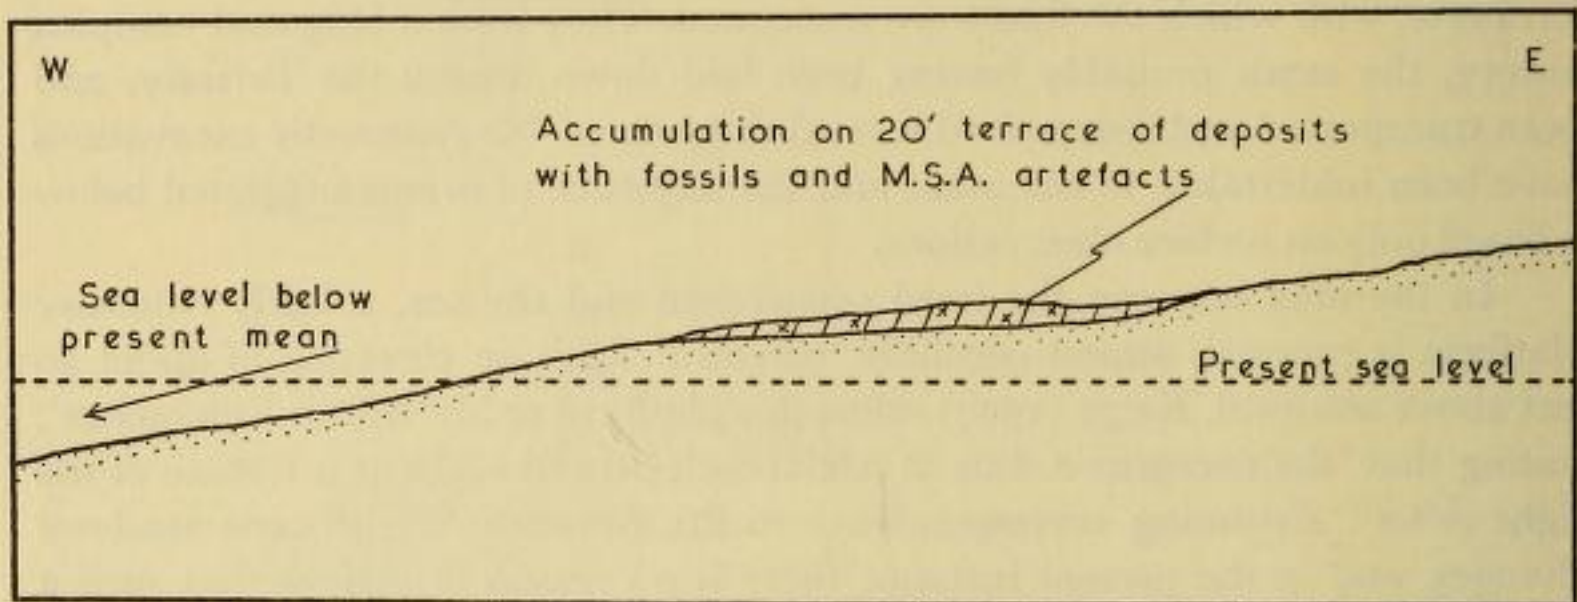 W
E
Accumulation on 20' terrace of deposits
with fossils and M.S.A. artefacts
Sea level below
present mean
Present sea level